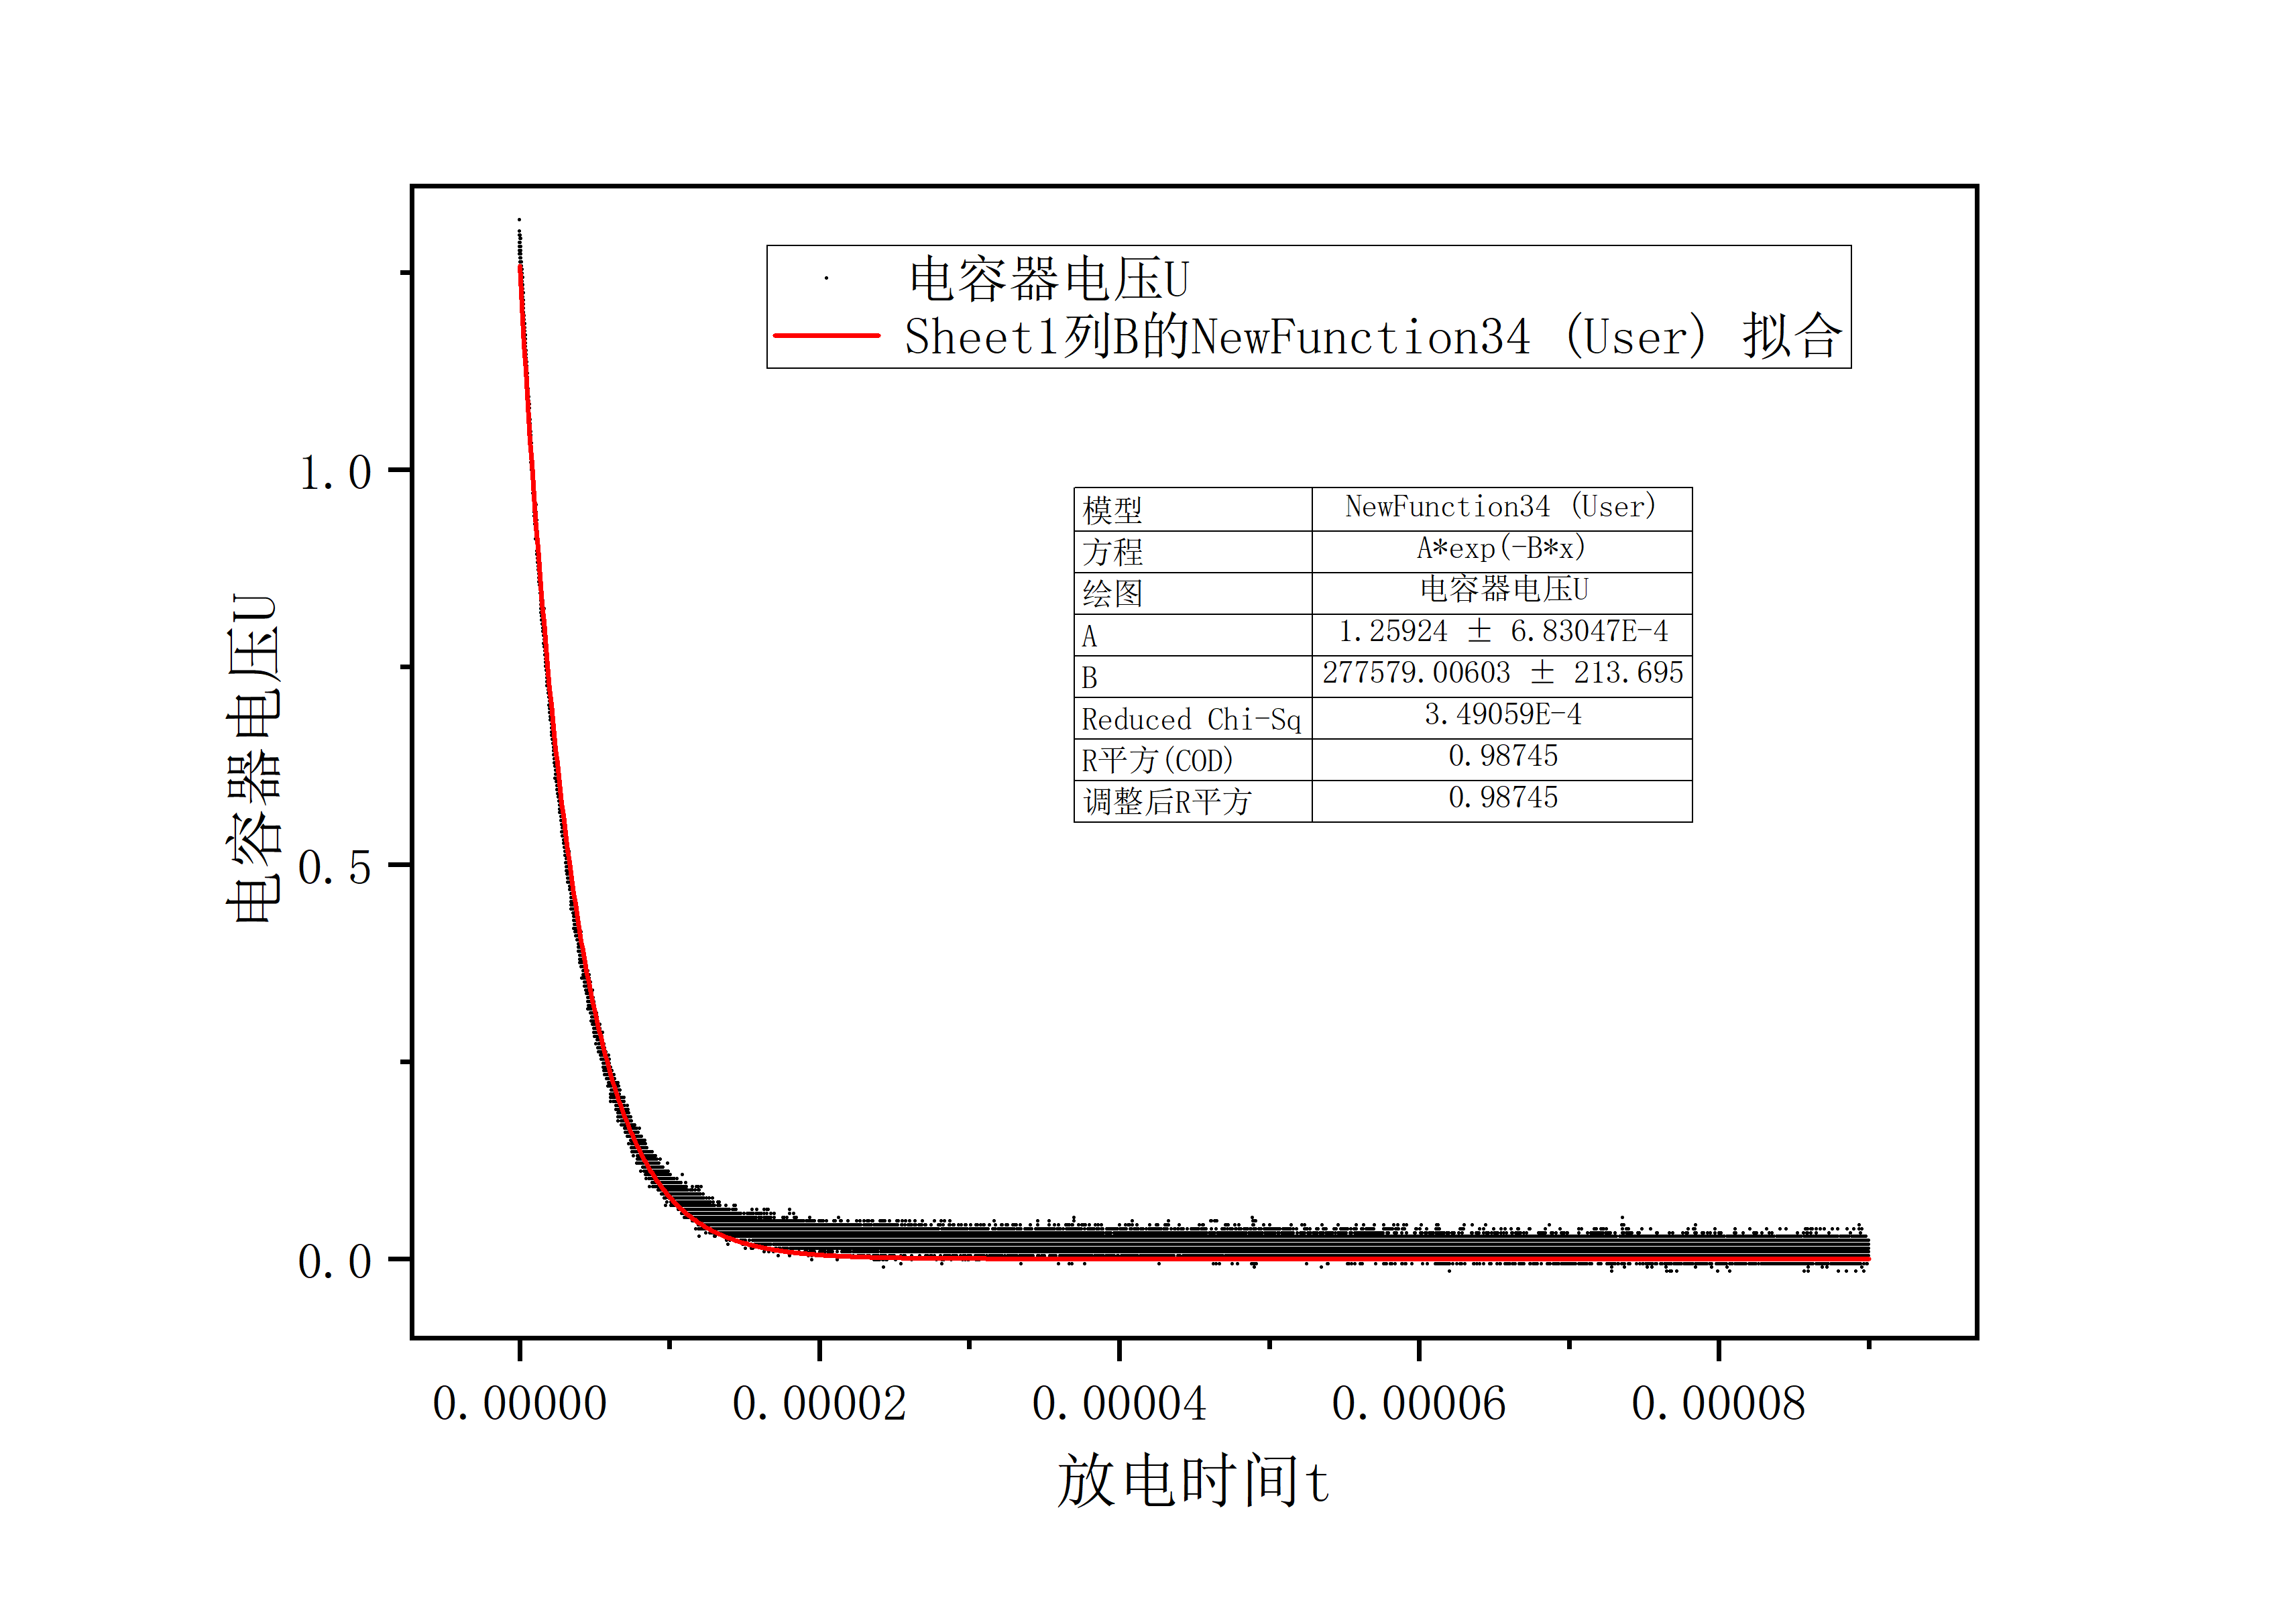 电容器电压U
Sheet1列B的NewFunction34 (User) 拟合
模型 NewFunction34 (User)
方程 A*exp(-B*x)
绘图 电容器电压U
A 1.25924 ± 6.83047E-4
B 277579.00603 ± 213.695
Reduced Chi-Sq 3.49059E-4
R平方(COD) 0.98745
调整后R平方 0.98745
电容器电压U
1.0
0.5
0.0
0.00000 0.00002 0.00004 0.00006 0.00008
放电时间t